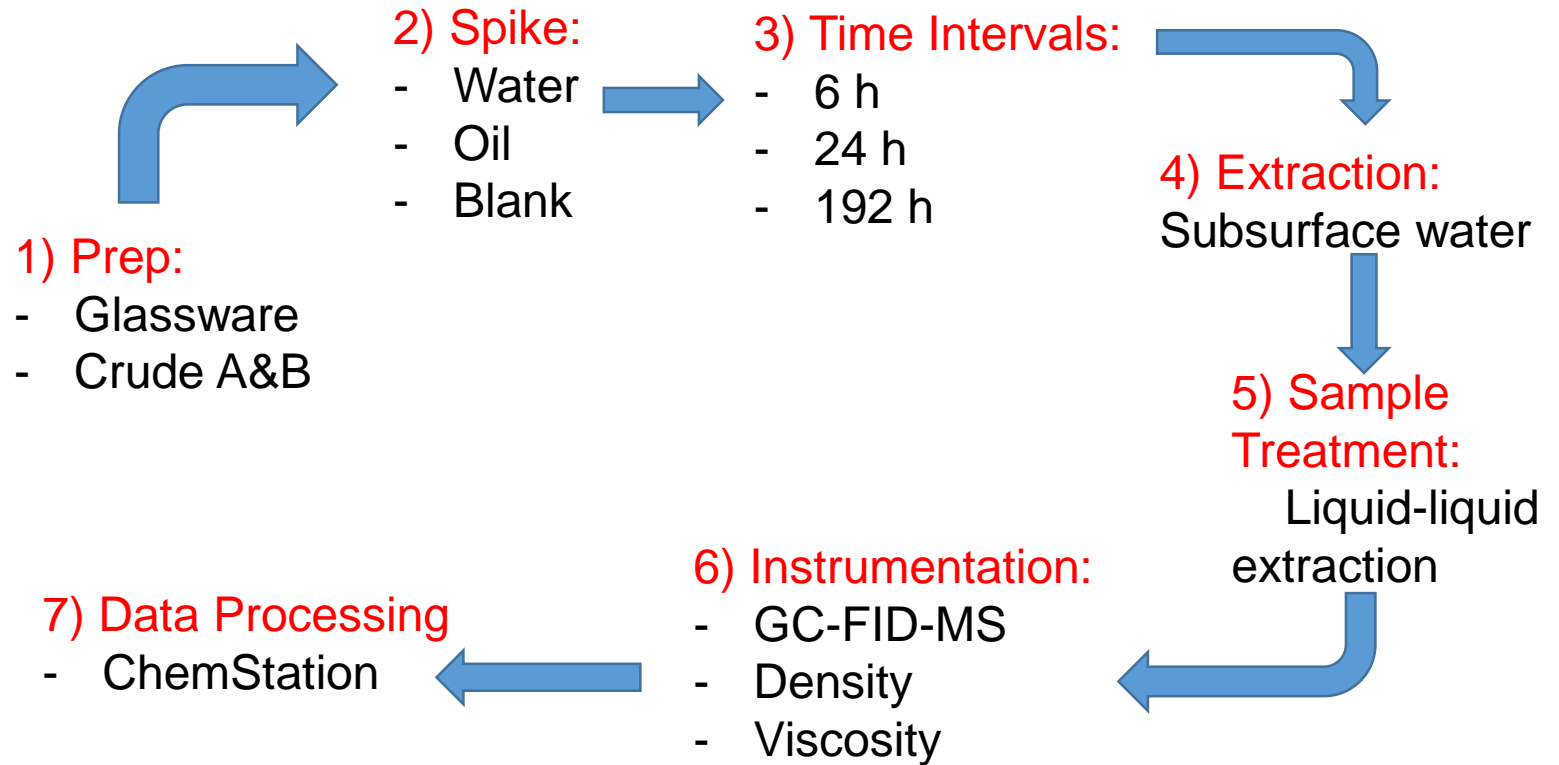 1) Prep:
- Glassware
- Crude A&B
2) Spike:
- Water
- Oil
- Blank
3) Time Intervals:
- 6 h
- 24 h
- 192 h
4) Extraction:
Subsurface water
5) Sample
Treatment:
Liquid-liquid
extraction
6) Instrumentation:
- GC-FID-MS
- Density
- Viscosity
7) Data Processing
- ChemStation